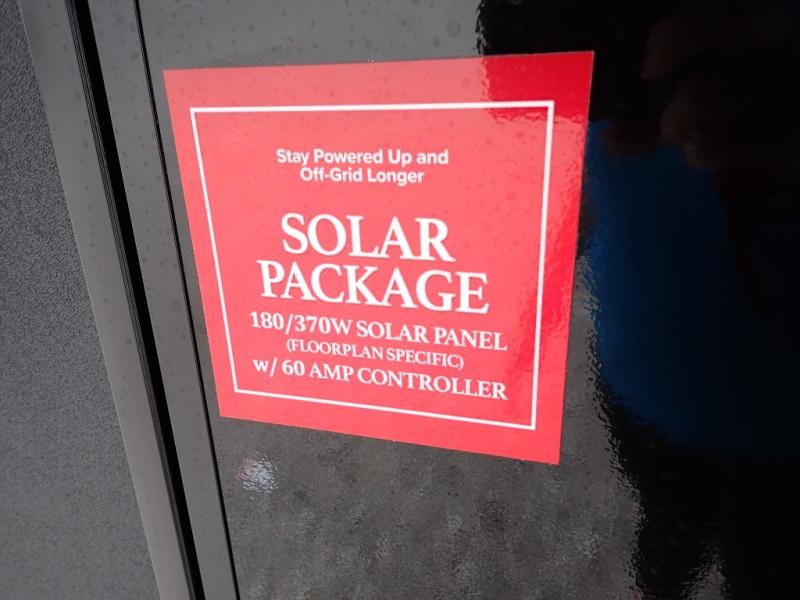 Stay Powered Up and
Off-Grid Longer
SOLAR
PACKAGE
180/370W SOLAR PANEL
(FLOORPLAN SPECIFIC)
w/ 60 AMP CONTROLLER